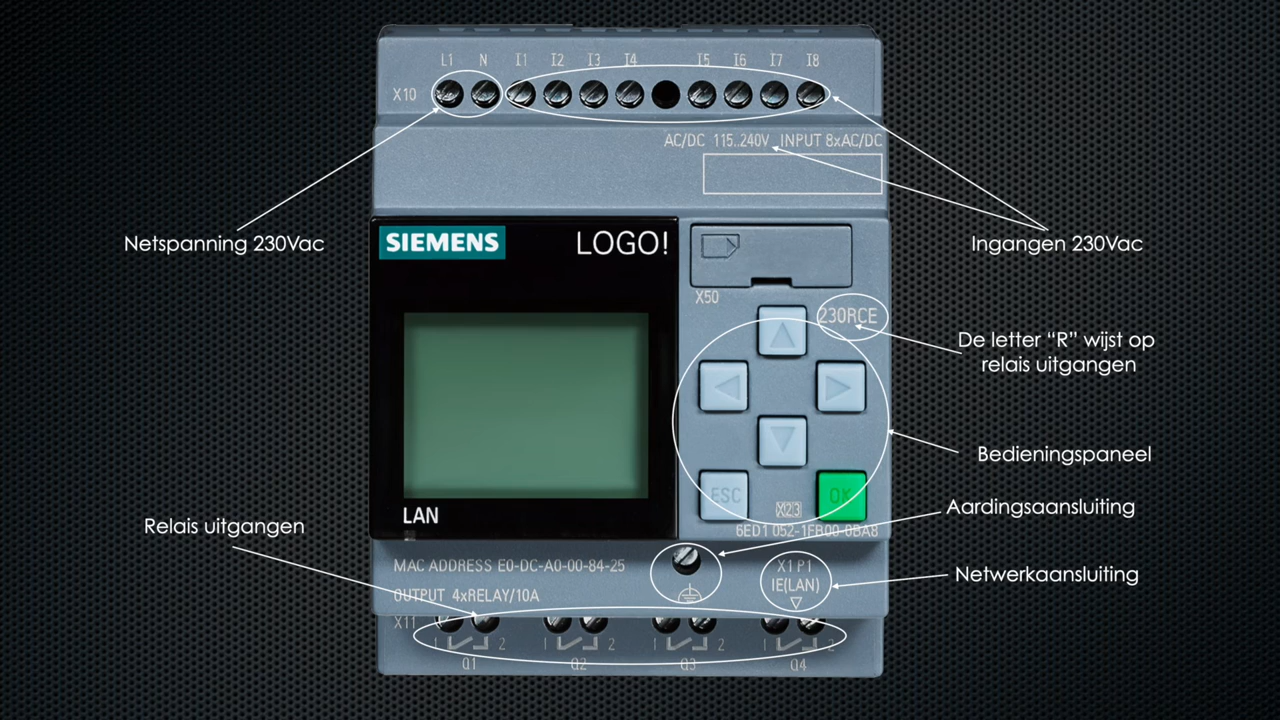 L1 N I1 I2 I3 I4 I5 I6 I7 I8
X10
AC/DC 115..240V INPUT 8xAC/DC
Netspanning 230Vac
Ingangen 230Vac
SIEMENS LOGO!
X50
230RCE
De letter “R” wijst op
relais uitgangen
Bedieningspaneel
ESC OK
X 2 3
6ED1 052-1FB00-0BA8
LAN
Aardingsaansluiting
Relais uitgangen
MAC ADDRESS E0-DC-A0-00-84-25
X1 P1
IE(LAN)
Netwerkaansluiting
OUTPUT 4xRELAY/10A
X11
1 2 1 2 1 2 1 2
Q1 Q2 Q3 Q4